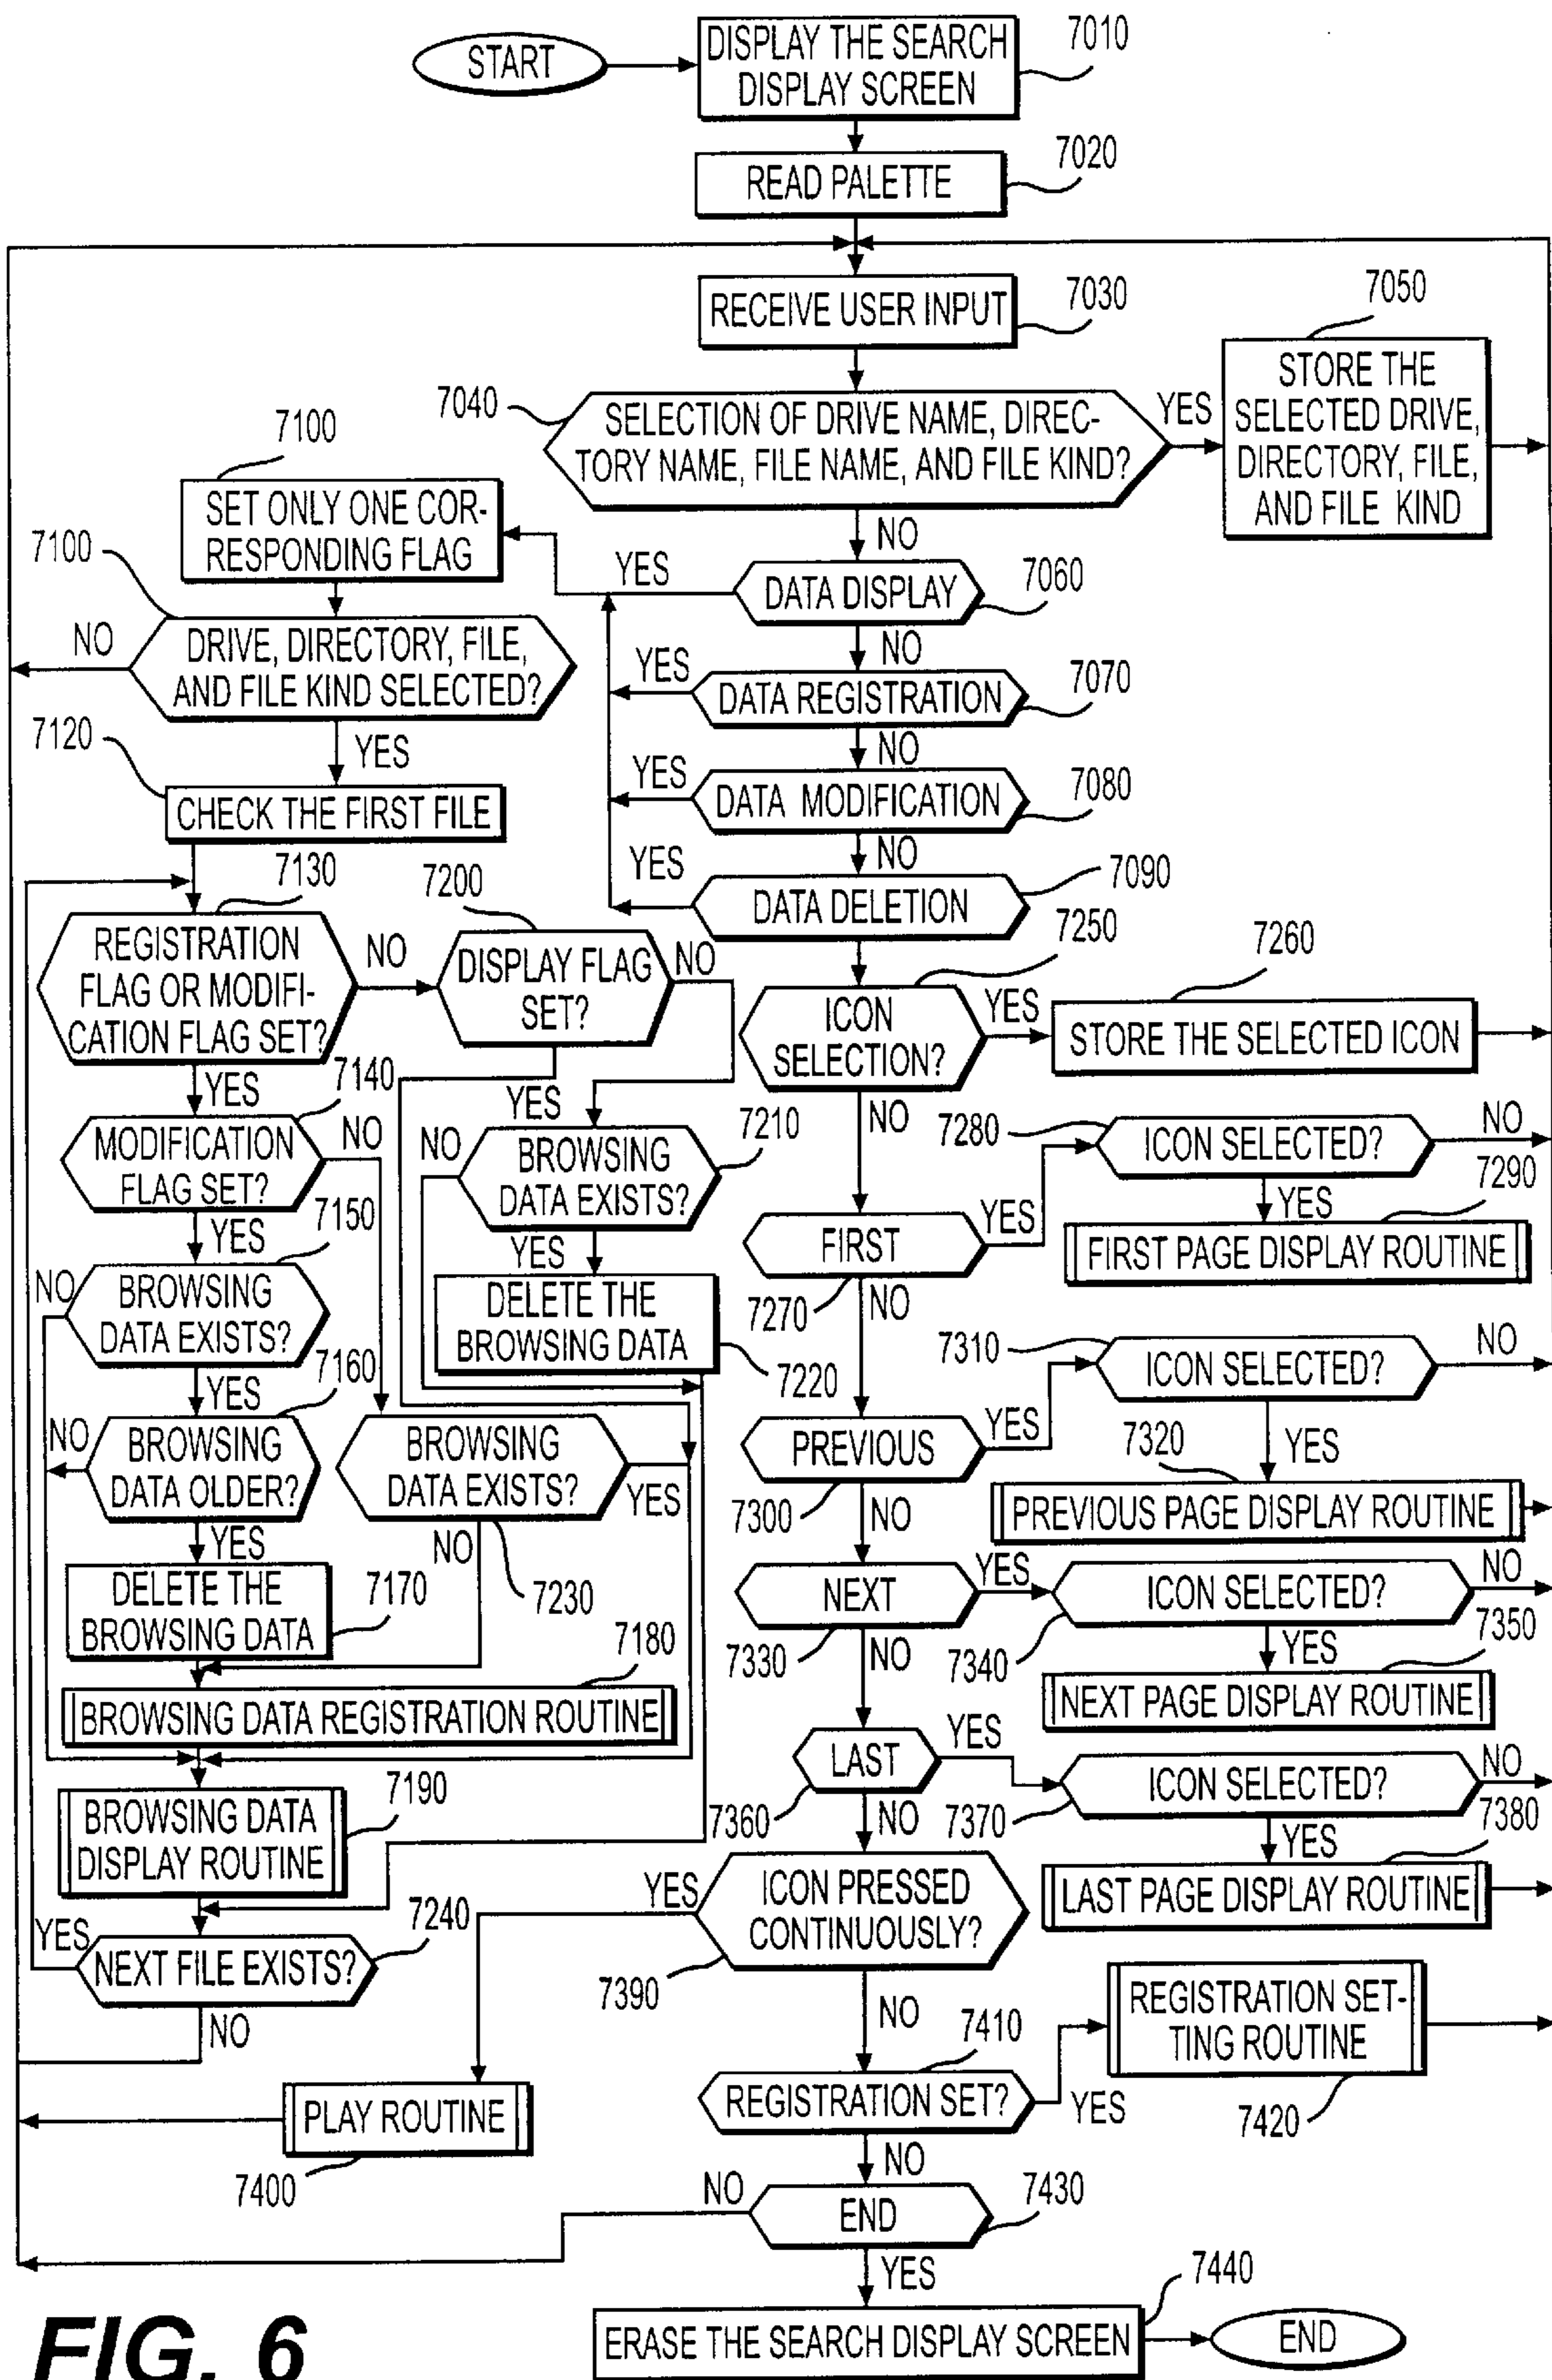 START
DISPLAY THE SEARCH
DISPLAY SCREEN
7010
READ PALETTE
7020
RECEIVE USER INPUT
7030
7040
SELECTION OF DRIVE NAME, DIREC-
TORY NAME, FILE NAME, AND FILE KIND?
YES
7050
STORE THE
SELECTED DRIVE,
DIRECTORY, FILE,
AND FILE KIND
NO
7100
SET ONLY ONE COR-
RESPONDING FLAG
YES
DATA DISPLAY
7060
7100
NO
DRIVE, DIRECTORY, FILE,
AND FILE KIND SELECTED?
NO
YES
DATA REGISTRATION
7070
7120
YES
NO
CHECK THE FIRST FILE
YES
DATA MODIFICATION
7080
NO
YES
DATA DELETION
7090
7130
REGISTRATION
FLAG OR MODIFI-
CATION FLAG SET?
NO
7200
DISPLAY FLAG
SET?
NO
7250
ICON
SELECTION?
YES
7260
STORE THE SELECTED ICON
YES
7140
MODIFICATION
FLAG SET?
NO
YES
NO
7210
BROWSING
DATA EXISTS?
NO
7280
ICON SELECTED?
NO
YES
7290
FIRST PAGE DISPLAY ROUTINE
YES
7150
NO
BROWSING
DATA EXISTS?
YES
DELETE THE
BROWSING DATA
7220
FIRST
YES
7270
NO
7310
ICON SELECTED?
NO
YES
7160
NO
BROWSING
DATA OLDER?
BROWSING
DATA EXISTS?
YES
PREVIOUS
YES
7300
YES
7320
PREVIOUS PAGE DISPLAY ROUTINE
NO
YES
NO
7230
DELETE THE
BROWSING DATA
7170
NEXT
YES
7330
ICON SELECTED?
NO
7340
YES
7350
NEXT PAGE DISPLAY ROUTINE
NO
7180
BROWSING DATA REGISTRATION ROUTINE
LAST
YES
7360
ICON SELECTED?
NO
7370
YES
7380
LAST PAGE DISPLAY ROUTINE
NO
7190
BROWSING DATA
DISPLAY ROUTINE
YES
ICON PRESSED
CONTINUOUSLY?
7390
YES
7240
NEXT FILE EXISTS?
NO
NO
7410
REGISTRATION SET?
YES
REGISTRATION SET-
TING ROUTINE
7420
PLAY ROUTINE
7400
NO
NO
END
7430
YES
7440
ERASE THE SEARCH DISPLAY SCREEN
END
FIG. 6